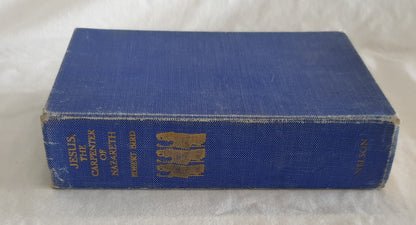 JESUS,
THE
CARPENTER
OF
NAZARETH
ROBERT BIRD
NELSON